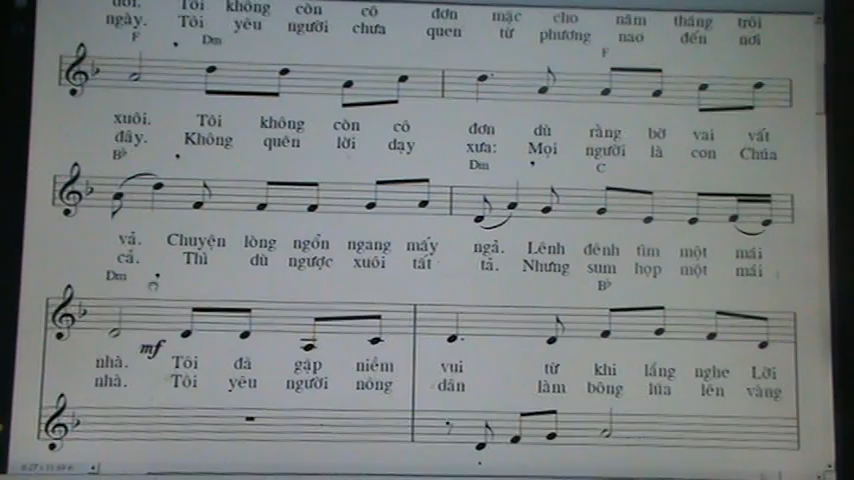 Tôi không còn cô đơn mặc cho năm tháng trôi
ngày. Tôi yêu người chưa quen từ phương nao đến nơi
F Dm F
xuôi. Tôi không còn cô đơn dù rằng bờ vai vất
đây. Không quên lời dạy xưa: Mọi người là con Chúa
Bb Dm C
vả. Chuyện lòng ngổn ngang mấy ngả. Lênh đênh tìm một mái
cả. Thì dù ngược xuôi tất tả. Nhưng sum họp một mái
Dm Bb
mf
nhà. Tôi đã gặp niềm vui từ khi lắng nghe Lời
nhà. Tôi yêu người nông dân làm bông lúa lên vàng